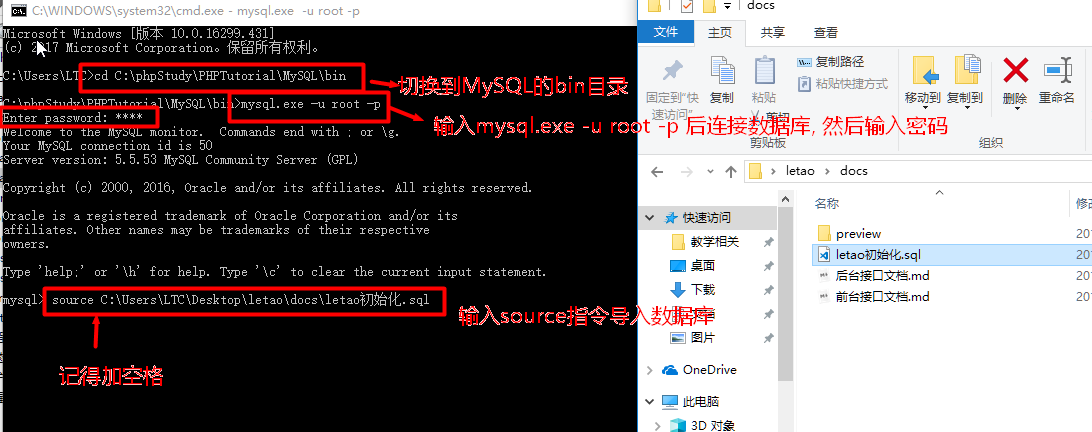 C:\WINDOWS\system32\cmd.exe - mysql.exe -u root -p
Microsoft Windows [版本 10.0.16299.431]
(c) 2017 Microsoft Corporation。保留所有权利。
C:\Users\LTC>cd C:\phpStudy\PHPTutorial\MySQL\bin
切换到MySQL的bin目录
C:\phpStudy\PHPTutorial\MySQL\bin>mysql.exe -u root -p
Enter password: ****
输入mysql.exe -u root -p 后连接数据库, 然后输入密码
Welcome to the MySQL monitor.  Commands end with ; or \g.
Your MySQL connection id is 50
Server version: 5.5.53 MySQL Community Server (GPL)
Copyright (c) 2000, 2016, Oracle and/or its affiliates. All rights reserved.
Oracle is a registered trademark of Oracle Corporation and/or its
affiliates. Other names may be trademarks of their respective
owners.
Type 'help;' or '\h' for help. Type '\c' to clear the current input statement.
mysql> source C:\Users\LTC\Desktop\letao\docs\letao初始化.sql
输入source指令导入数据库
记得加空格
docs
文件
主页
共享
查看
固定到"快
速访问"
复制
粘贴
复制路径
粘贴快捷方式
剪切
剪贴板
移动到
复制到
删除
重命名
组织
letao
docs
快速访问
教学相关
桌面
下载
图片
OneDrive
此电脑
3D 对象
名称
preview
letao初始化.sql
后台接口文档.md
前台接口文档.md